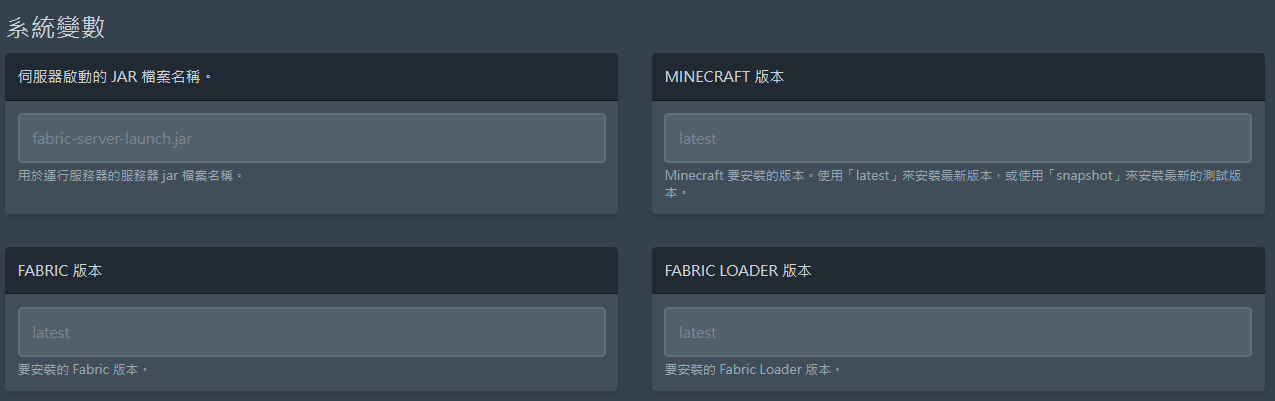 系統變數
伺服器啟動的 JAR 檔案名稱。
fabric-server-launch.jar
用於運行服務器的服務器 jar 檔案名稱。
MINECRAFT 版本
latest
Minecraft 要安裝的版本。使用「latest」來安裝最新版本，或使用「snapshot」來安裝最新的測試版
本。
FABRIC 版本
latest
要安裝的 Fabric 版本。
FABRIC LOADER 版本
latest
要安裝的 Fabric Loader 版本。